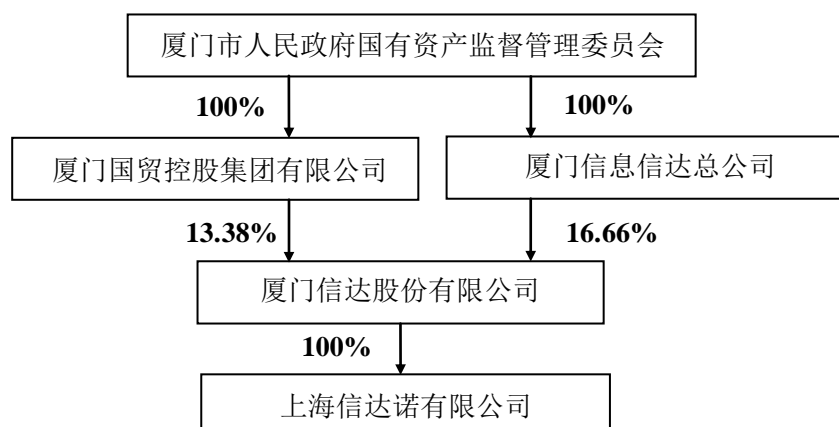 厦门市人民政府国有资产监督管理委员会
100%
100%
厦门国贸控股集团有限公司
厦门信息信达总公司
13.38%
16.66%
厦门信达股份有限公司
100%
上海信达诺有限公司